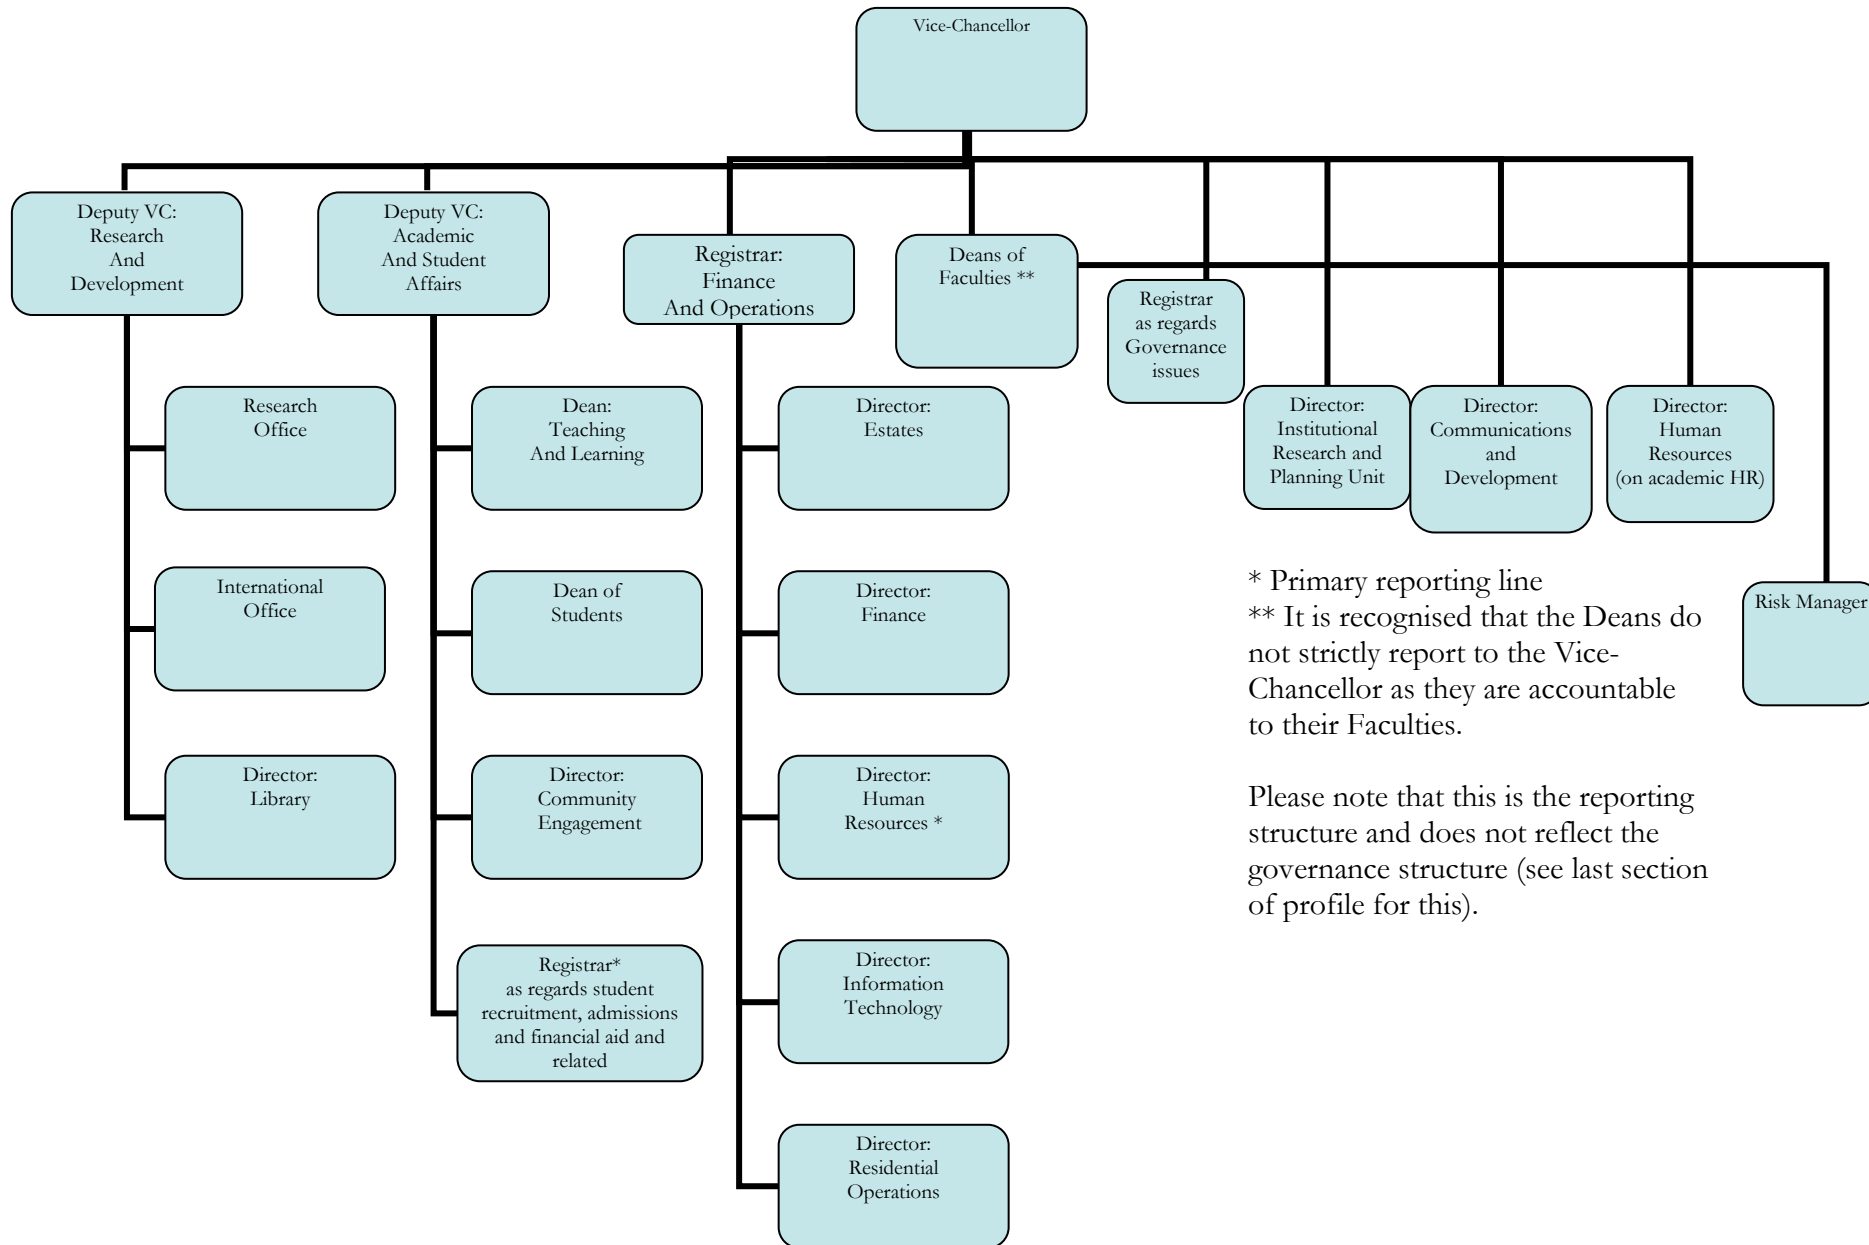 Vice-Chancellor
Deputy VC:
Research
And
Development
Deputy VC:
Academic
And Student
Affairs
Registrar:
Finance
And Operations
Deans of
Faculties **
Registrar
as regards
Governance
issues
Director:
Institutional
Research and
Planning Unit
Director:
Communications
and
Development
Director:
Human
Resources
(on academic HR)
Risk Manager
Research
Office
International
Office
Director:
Library
Dean:
Teaching
And Learning
Dean of
Students
Director:
Community
Engagement
Registrar*
as regards student
recruitment, admissions
and financial aid and
related
Director:
Estates
Director:
Finance
Director:
Human
Resources *
Director:
Information
Technology
Director:
Residential
Operations
* Primary reporting line
** It is recognised that the Deans do
not strictly report to the Vice-
Chancellor as they are accountable
to their Faculties.
Please note that this is the reporting
structure and does not reflect the
governance structure (see last section
of profile for this).